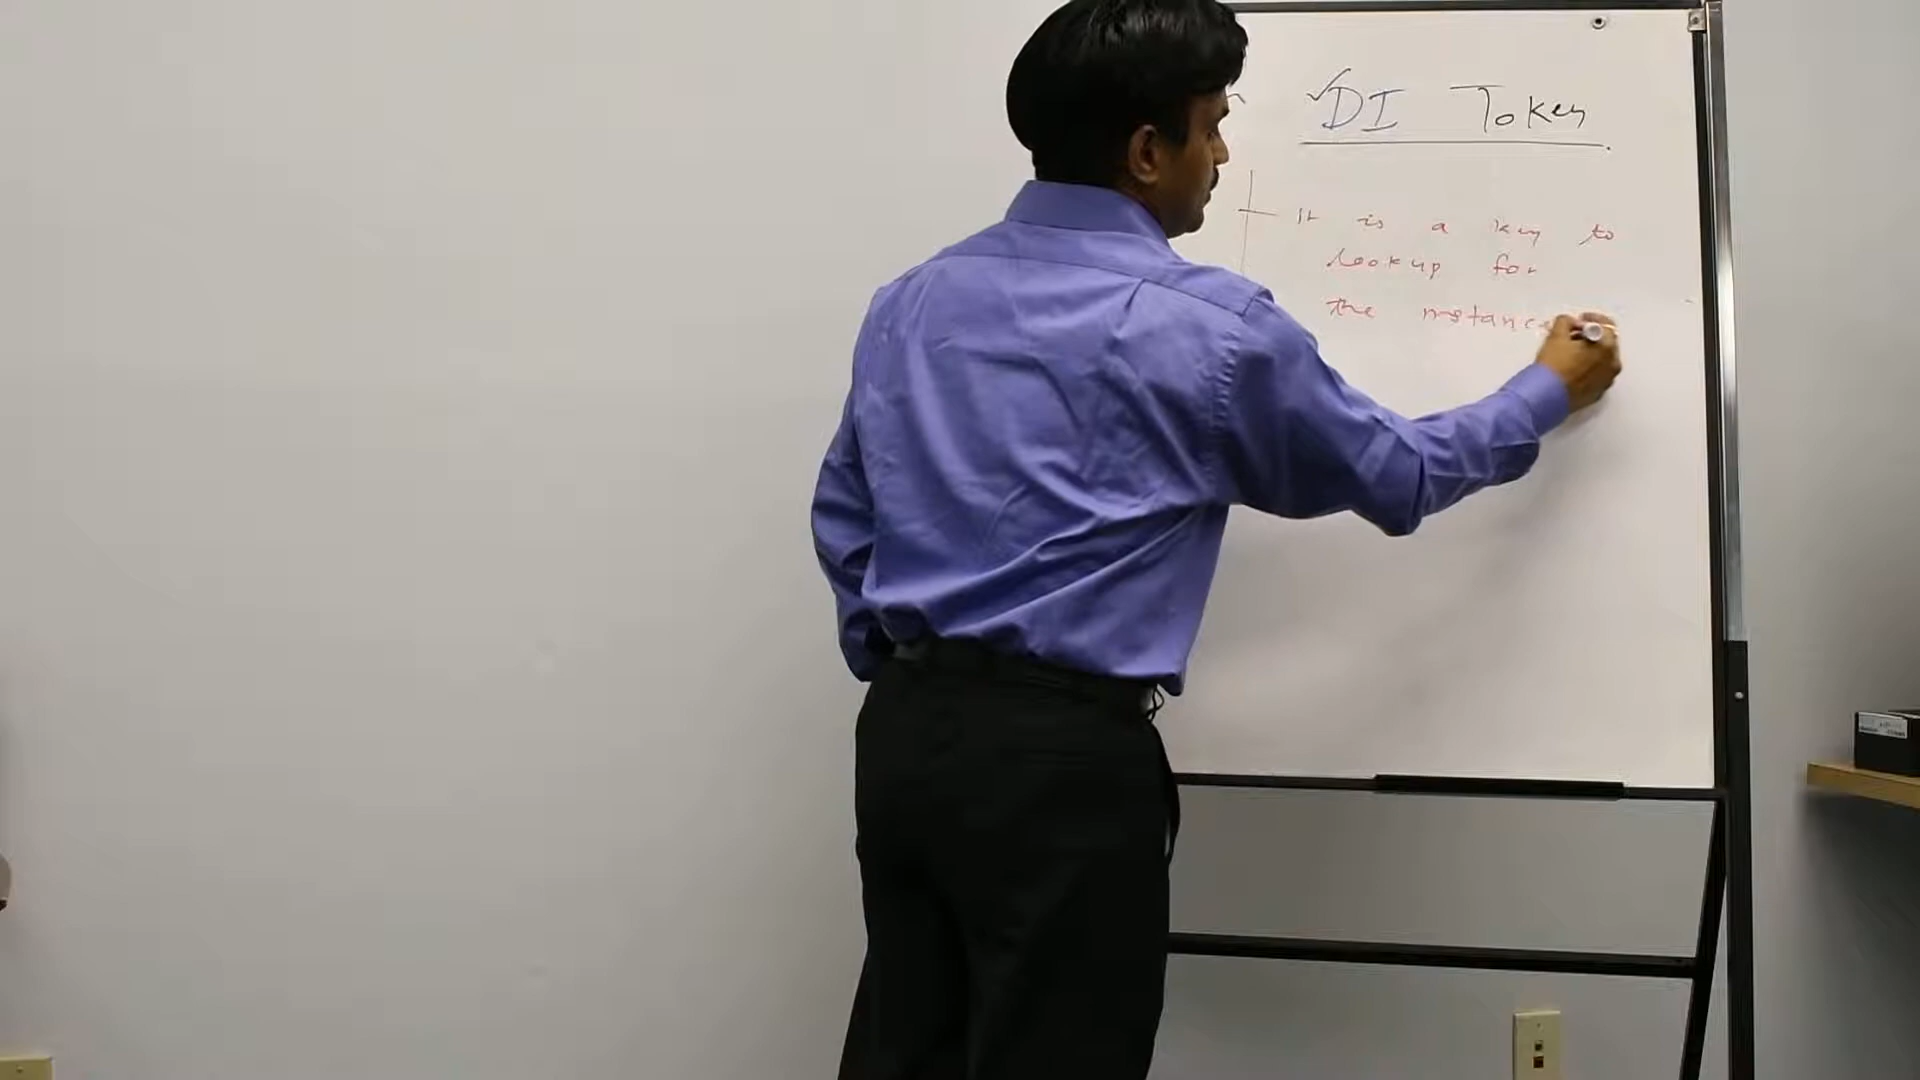 DI Token
It is a key to
lookup for
the instance